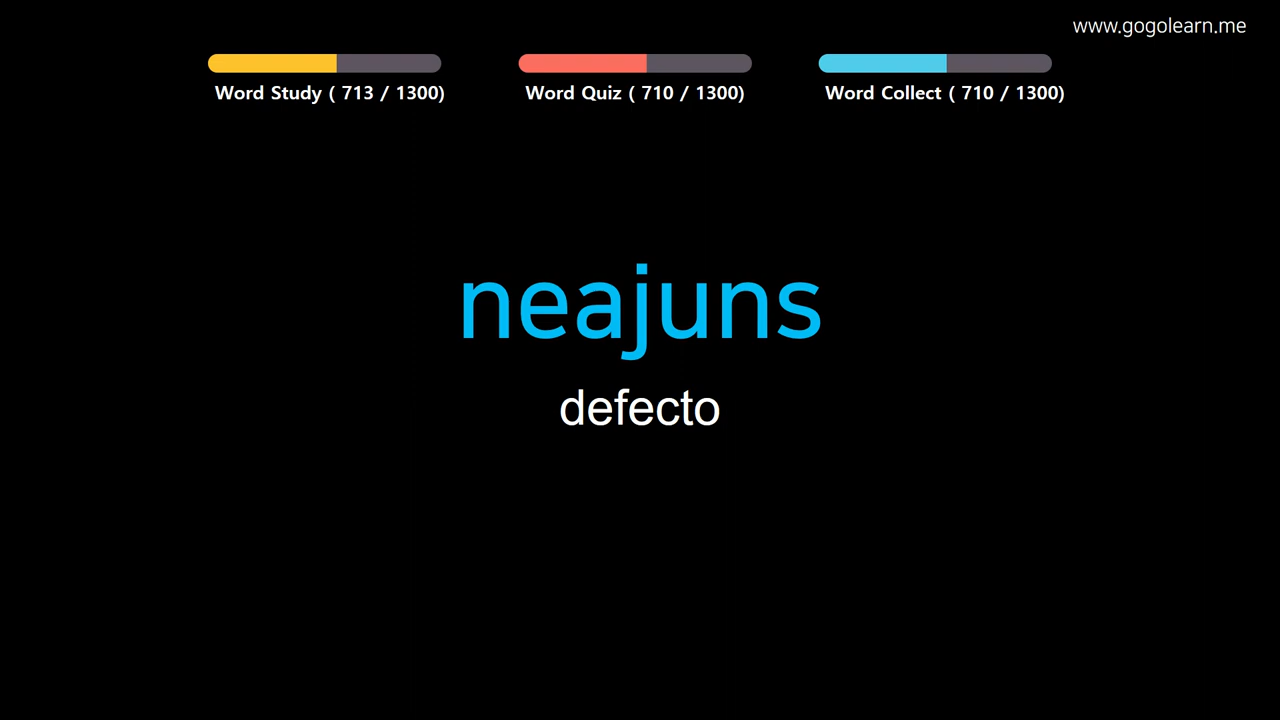 www.gogolearn.me
Word Study ( 713 / 1300)
Word Quiz ( 710 / 1300)
Word Collect ( 710 / 1300)
neajuns
defecto